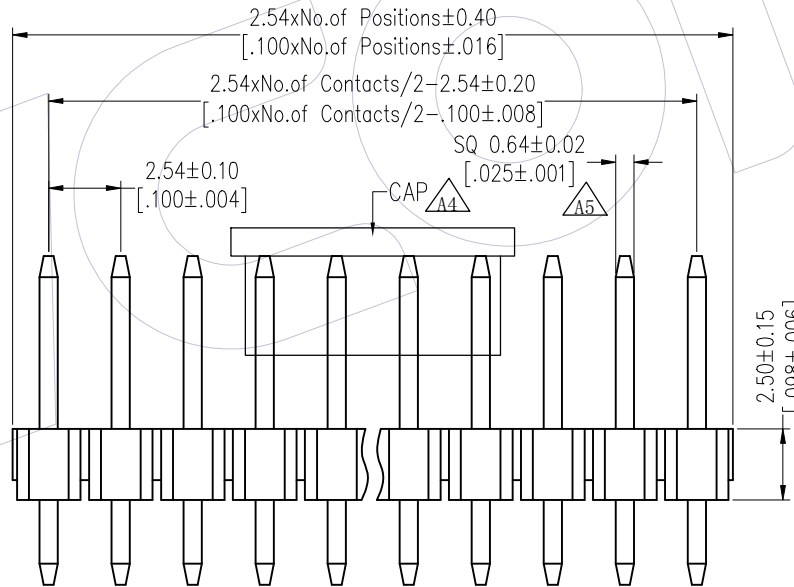 2.54xNo.of Positions±0.40
[.100xNo.of Positions±.016]
2.54xNo.of Contacts/2-2.54±0.20
[.100xNo.of Contacts/2-.100±.008]
SQ 0.64±0.02
[.025±.001]
2.54±0.10
[.100±.004]
CAP
A4
A5
2.50±0.15
[.098±.006]